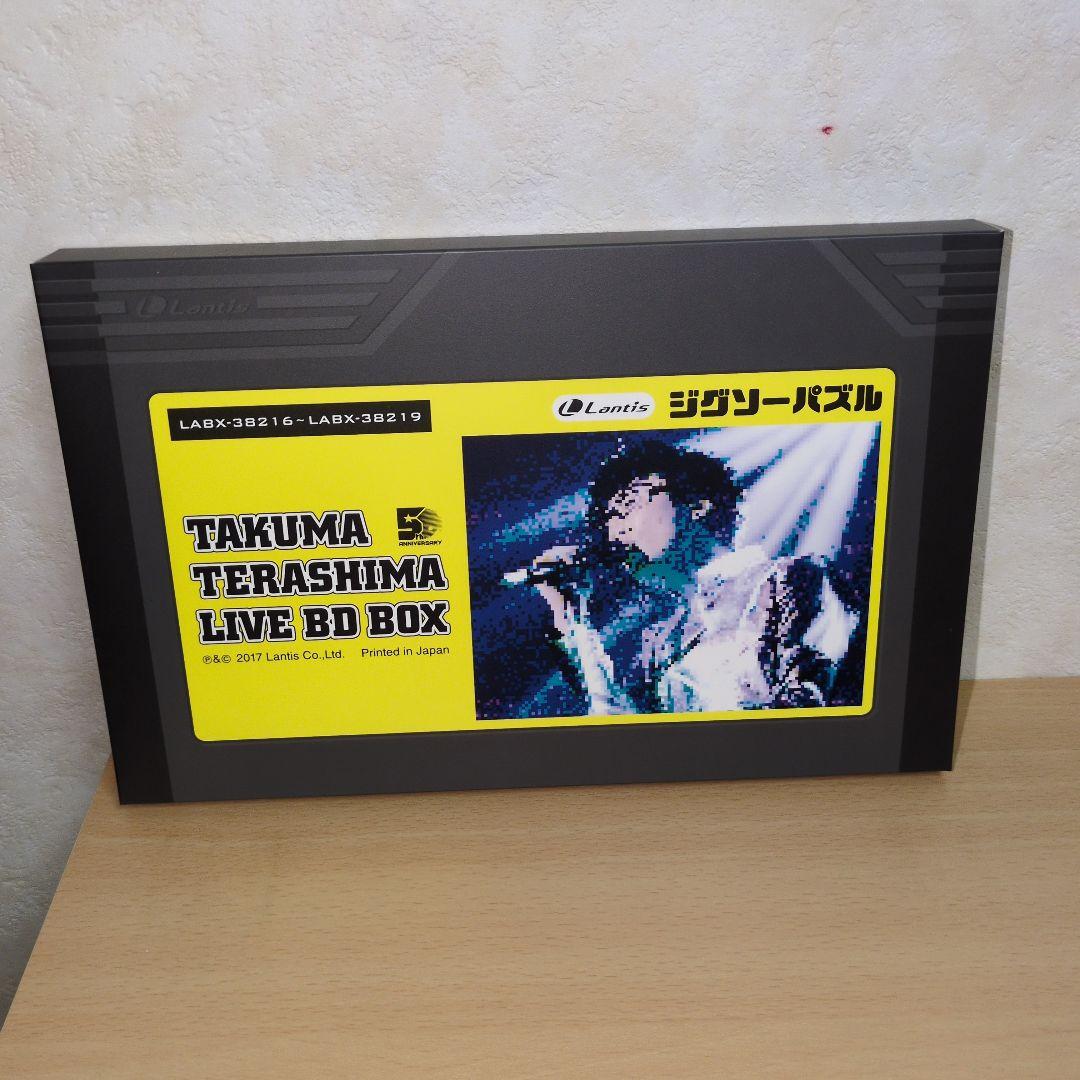 Lantis
LABX-38216~LABX-38219
Lantis ジグソーパズル
TAKUMA
5th
ANNIVERSARY
TERASHIMA
LIVE BD BOX
℗&© 2017 Lantis Co.,Ltd. Printed in Japan